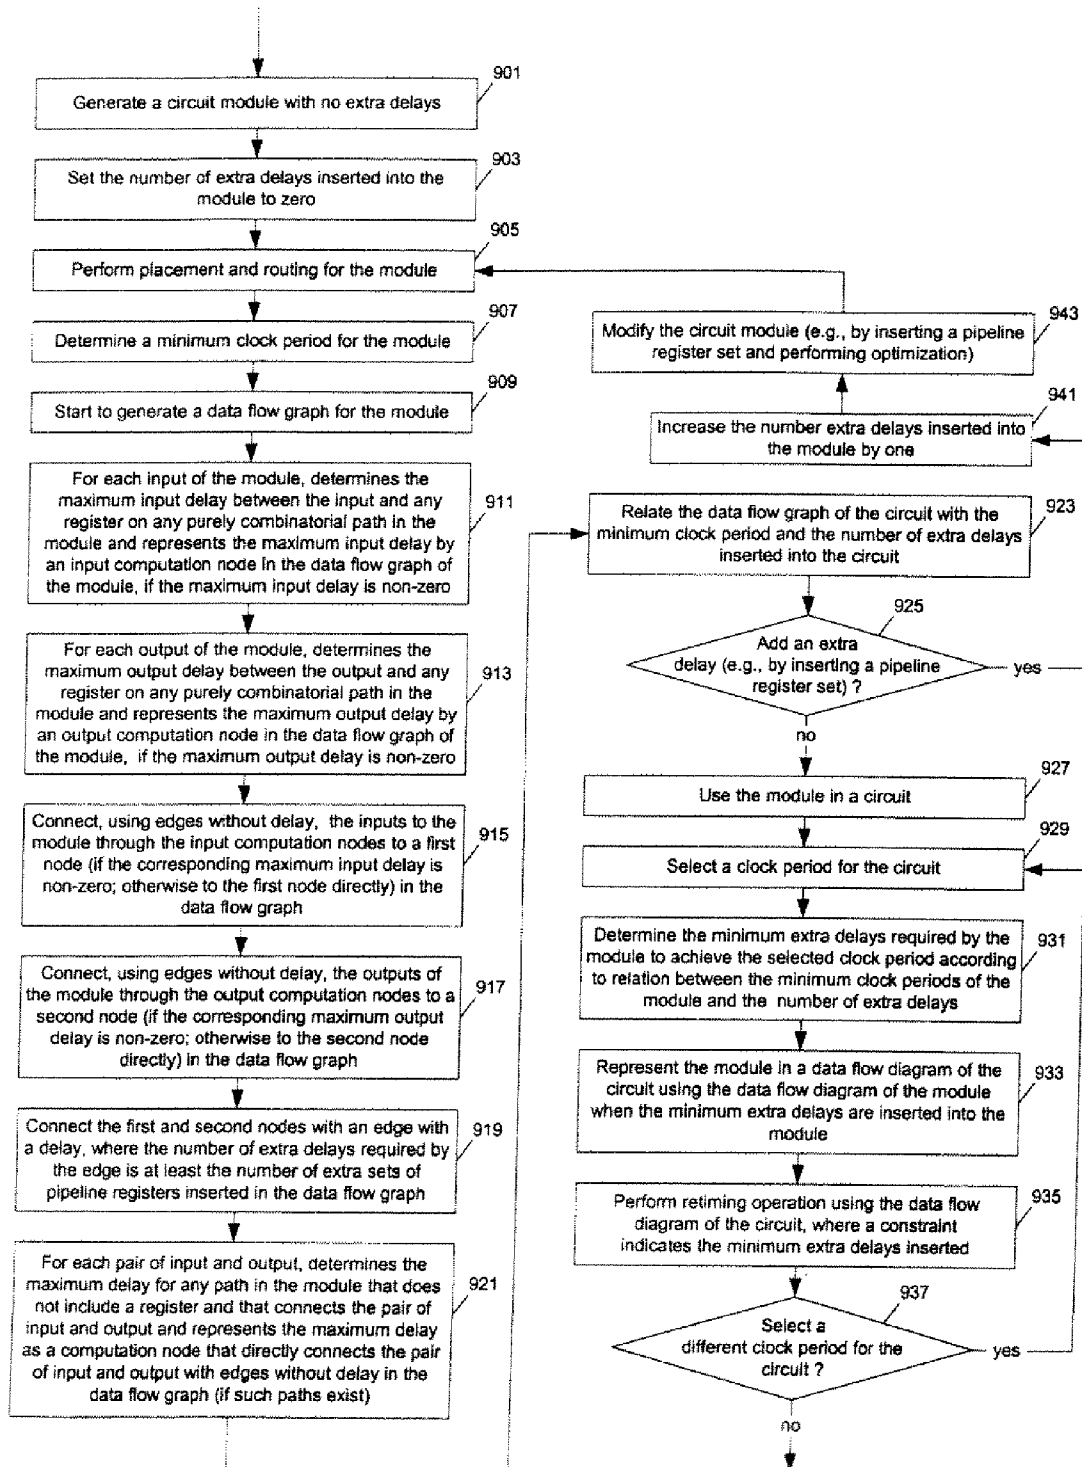 901
Generate a circuit module with no extra delays
903
Set the number of extra delays inserted into the
module to zero
905
Perform placement and routing for the module
907
Determine a minimum clock period for the module
909
Start to generate a data flow graph for the module
911
For each input of the module, determines the
maximum input delay between the input and any
register on any purely combinatorial path in the
module and represents the maximum input delay by
an input computation node in the data flow graph of
the module, if the maximum input delay is non-zero
913
For each output of the module, determines the
maximum output delay between the output and any
register on any purely combinatorial path in the
module and represents the maximum output delay by
an output computation node in the data flow graph of
the module, if the maximum output delay is non-zero
915
Connect, using edges without delay, the inputs to the
module through the input computation nodes to a first
node (if the corresponding maximum input delay is
non-zero; otherwise to the first node directly) in the
data flow graph
917
Connect, using edges without delay, the outputs of
the module through the output computation nodes to a
second node (if the corresponding maximum output
delay is non-zero; otherwise to the second node
directly) in the data flow graph
919
Connect the first and second nodes with an edge with
a delay, where the number of extra delays required by
the edge is at least the number of extra sets of
pipeline registers inserted in the data flow graph
921
For each pair of input and output, determines the
maximum delay for any path in the module that does
not include a register and that connects the pair of
input and output and represents the maximum delay
as a computation node that directly connects the pair
of input and output with edges without delay in the
data flow graph (if such paths exist)
943
Modify the circuit module (e.g., by inserting a pipeline
register set and performing optimization)
941
Increase the number extra delays inserted into
the module by one
923
Relate the data flow graph of the circuit with the
minimum clock period and the number of extra delays
inserted into the circuit
925
Add an extra
delay (e.g., by inserting a pipeline
register set) ?
yes
no
927
Use the module in a circuit
929
Select a clock period for the circuit
931
Determine the minimum extra delays required by the
module to achieve the selected clock period according
to relation between the minimum clock periods of the
module and the number of extra delays
933
Represent the module in a data flow diagram of the
circuit using the data flow diagram of the module
when the minimum extra delays are inserted into the
module
935
Perform retiming operation using the data flow
diagram of the circuit, where a constraint
indicates the minimum extra delays inserted
937
Select a
different clock period for the
circuit ?
yes
no